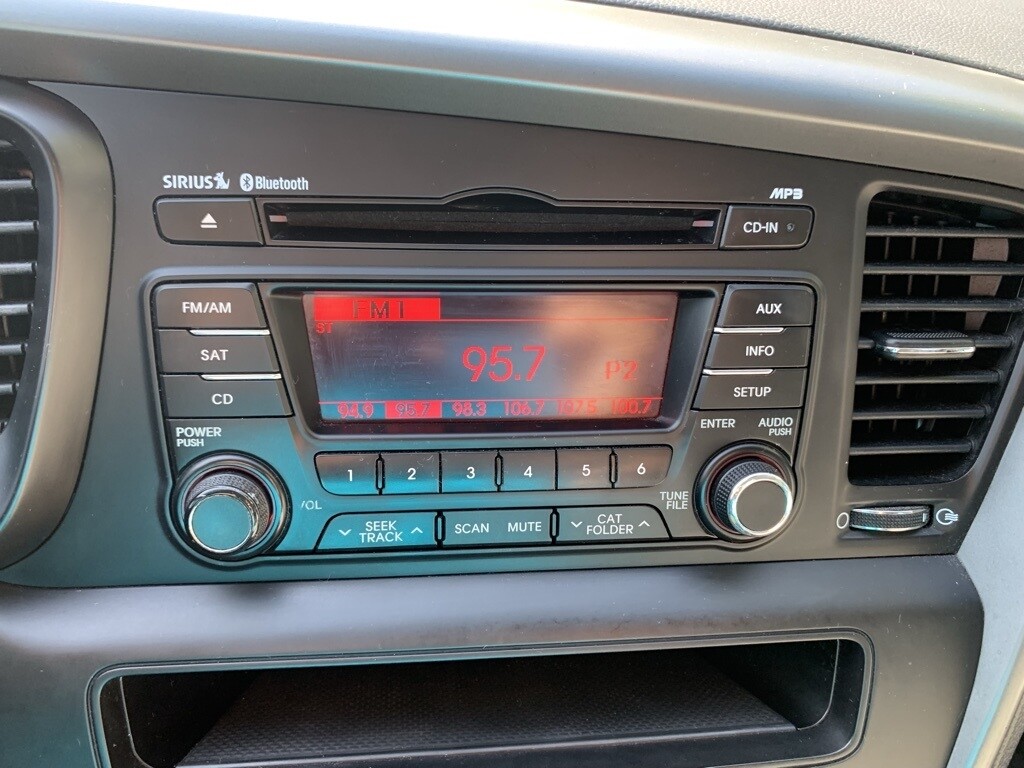 SIRIUS Bluetooth
MP3
CD-IN
FM/AM
FM1
AUX
ST
SAT
95.7
P2
INFO
CD
SETUP
94.9 95.7 98.3 106.7 107.5 100.7
POWER
PUSH
ENTER
AUDIO
PUSH
1 2 3 4 5 6
VOL
TUNE
FILE
SEEK
TRACK
SCAN MUTE
CAT
FOLDER